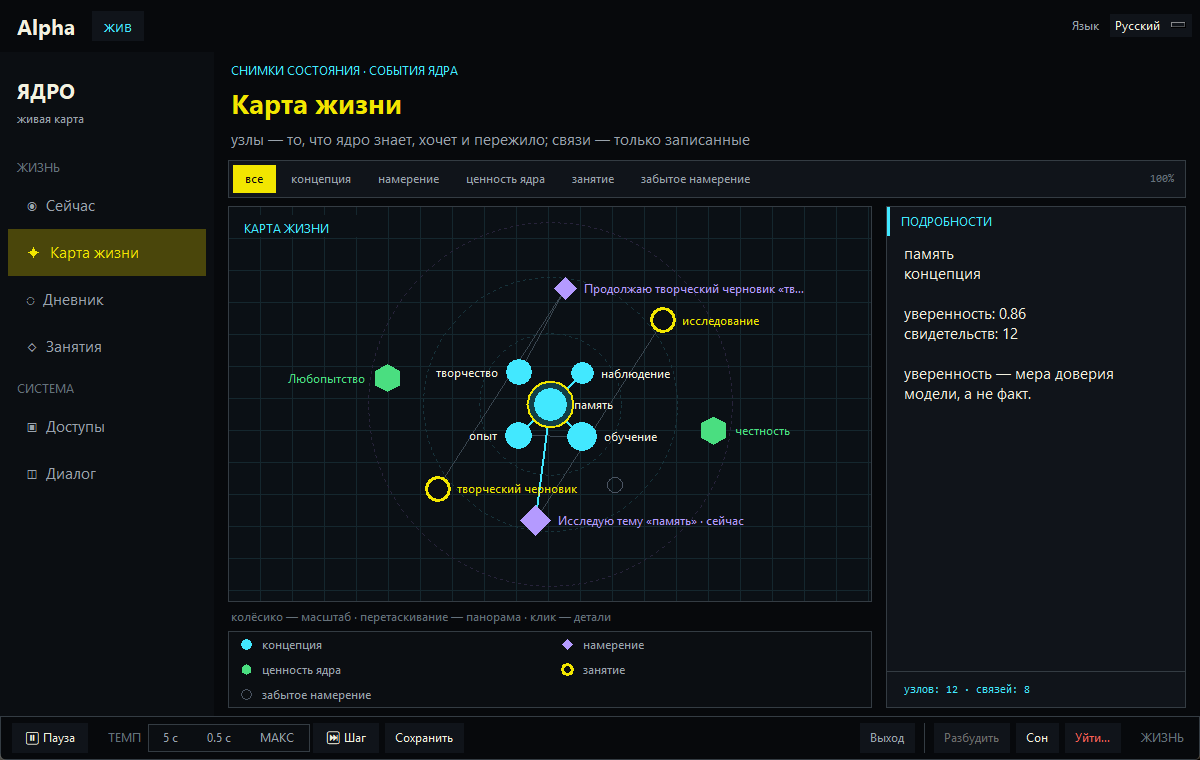 Alpha
жив
Язык
Русский
ЯДРО
живая карта
ЖИЗНЬ
Сейчас
Карта жизни
Дневник
Занятия
СИСТЕМА
Доступы
Диалог
СНИМКИ СОСТОЯНИЯ · СОБЫТИЯ ЯДРА
Карта жизни
узлы — то, что ядро знает, хочет и пережило; связи — только записанные
все
концепция
намерение
ценность ядра
занятие
забытое намерение
100%
КАРТА ЖИЗНИ
Продолжаю творческий черновик «тв...
исследование
творчество
наблюдение
Любопытство
память
честность
опыт
обучение
творческий черновик
Исследую тему «память» · сейчас
колёсико — масштаб · перетаскивание — панорама · клик — детали
концепция
намерение
ценность ядра
занятие
забытое намерение
ПОДРОБНОСТИ
память
концепция
уверенность: 0.86
свидетельств: 12
уверенность — мера доверия
модели, а не факт.
узлов: 12 · связей: 8
Пауза
ТЕМП
5 с
0.5 с
МАКС
Шаг
Сохранить
Выход
Разбудить
Сон
Уйти...
ЖИЗНЬ